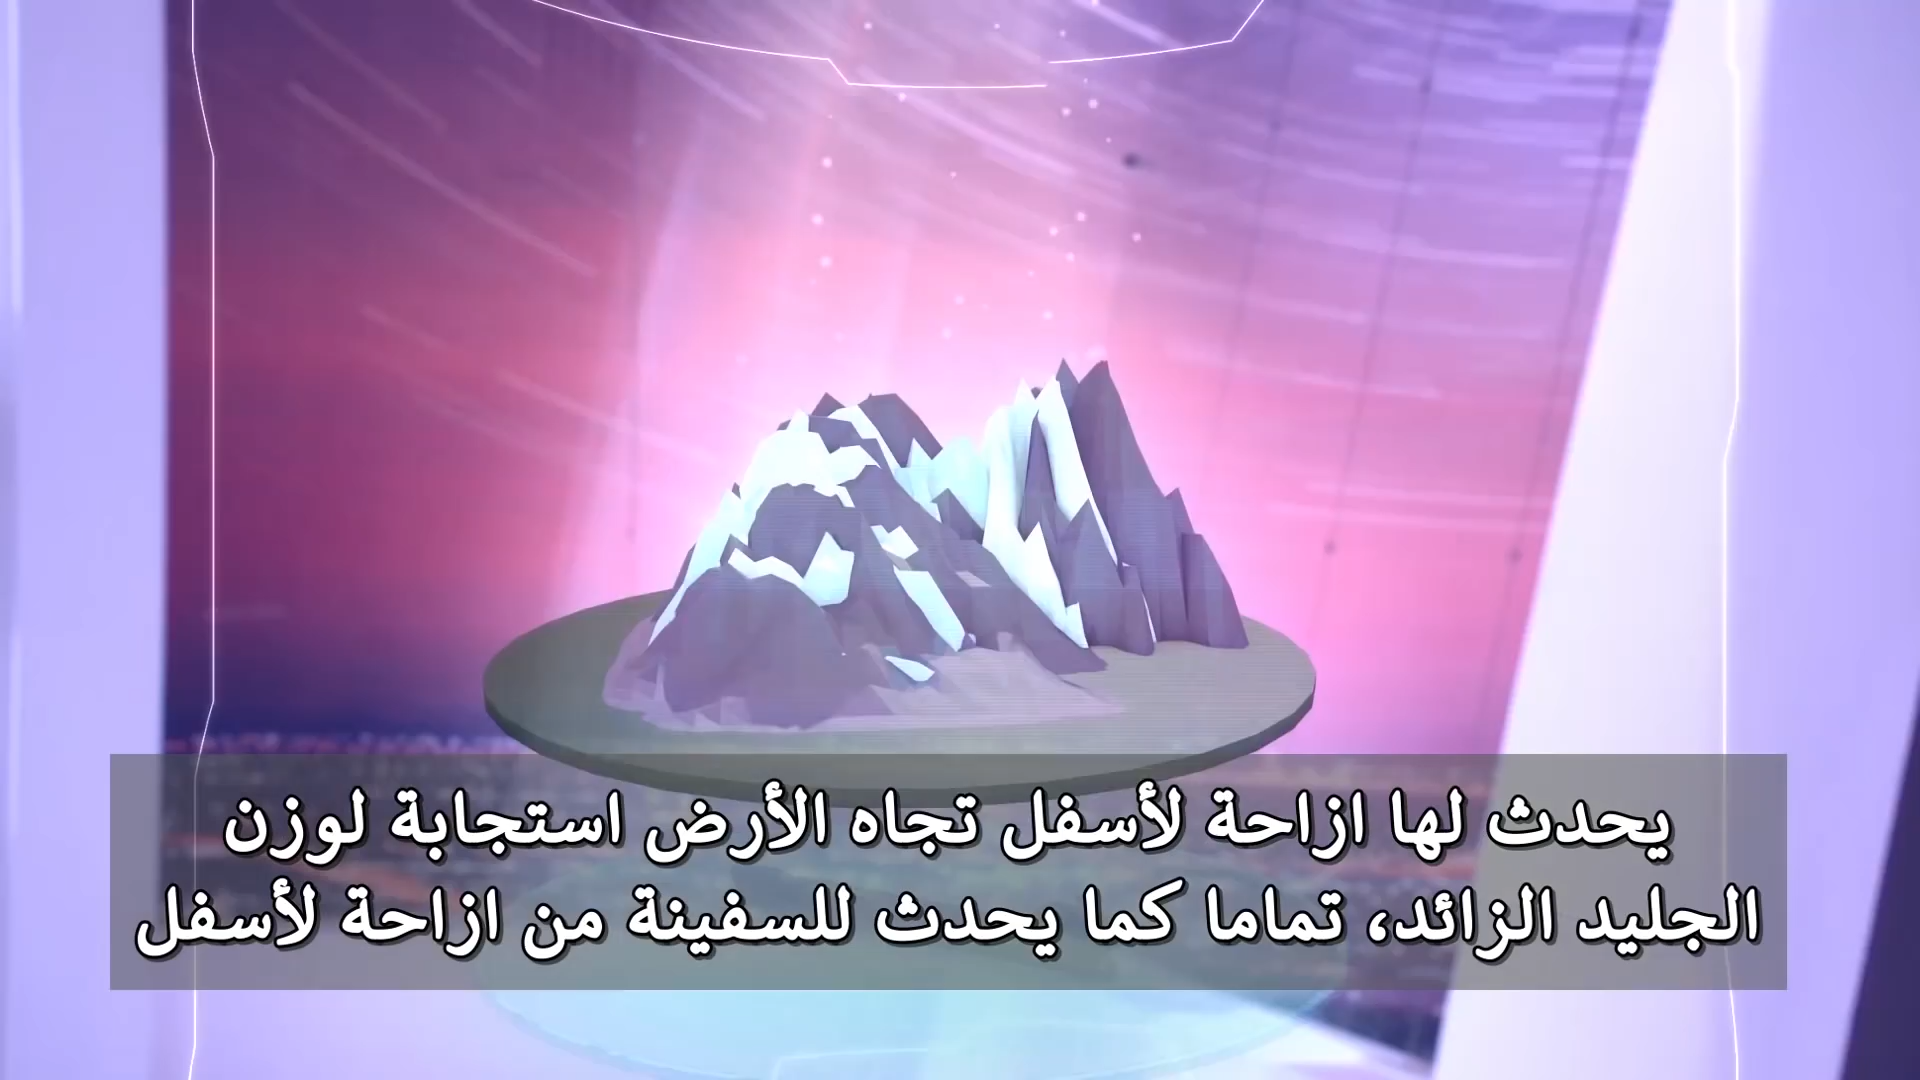 يحدث لها ازاحة لأسفل تجاه الأرض استجابة لوزن
الجليد الزائد، تماما كما يحدث للسفينة من ازاحة لأسفل